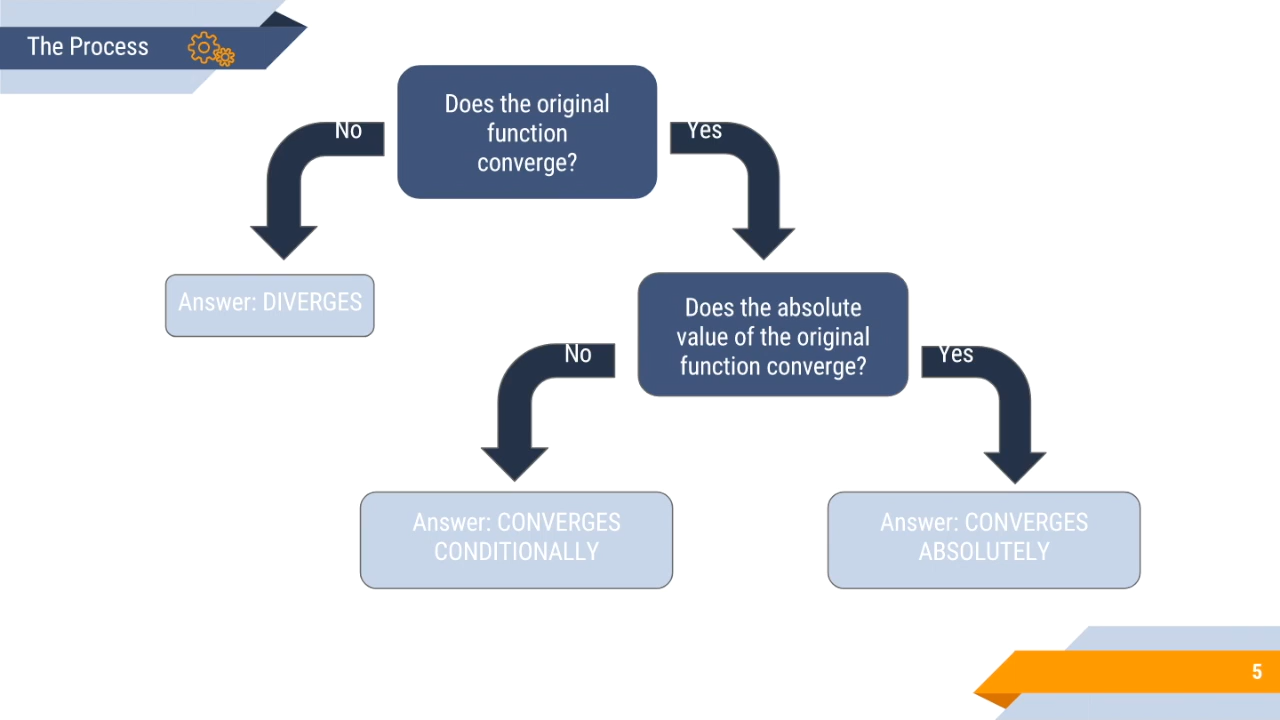 The Process
Does the original
function
converge?
No
Yes
Answer: DIVERGES
Does the absolute
value of the original
function converge?
No
Yes
Answer: CONVERGES
CONDITIONALLY
Answer: CONVERGES
ABSOLUTELY
5